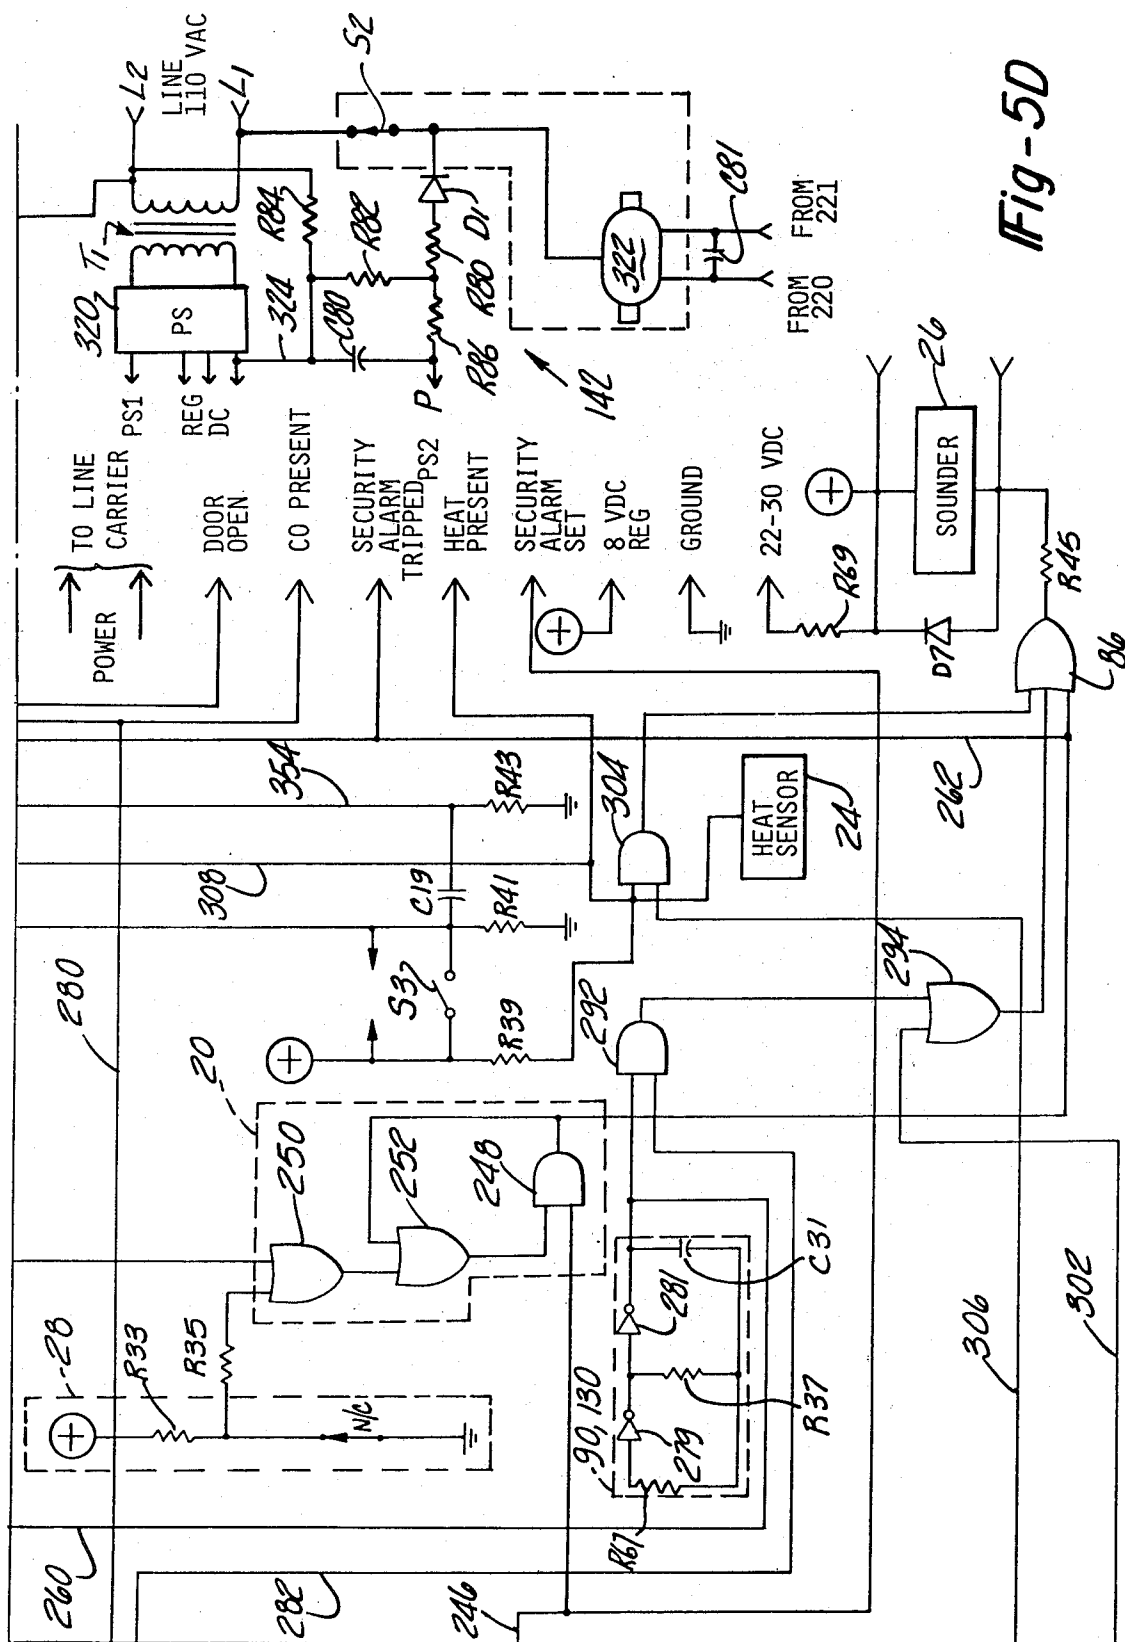 Fig-5D
L2
LINE
110 VAC
L1
T1
320
PS
PS1
REG
DC
324
R84
R82
C80
R80
D1
R86
P
PS2
S2
142
322
C81
FROM
220
FROM
221
POWER
TO LINE
CARRIER
DOOR
OPEN
CO PRESENT
SECURITY
ALARM
TRIPPED
HEAT
PRESENT
SECURITY
ALARM
SET
8 VDC
REG
GROUND
22-30 VDC
R69
D7
SOUNDER
26
R45
86
280
308
354
C19
R43
R41
S37
R39
304
HEAT
SENSOR
24
262
292
294
20
250
252
248
28
R33
R35
N/C
90, 130
279
281
R67
R37
C31
260
282
246
306
302